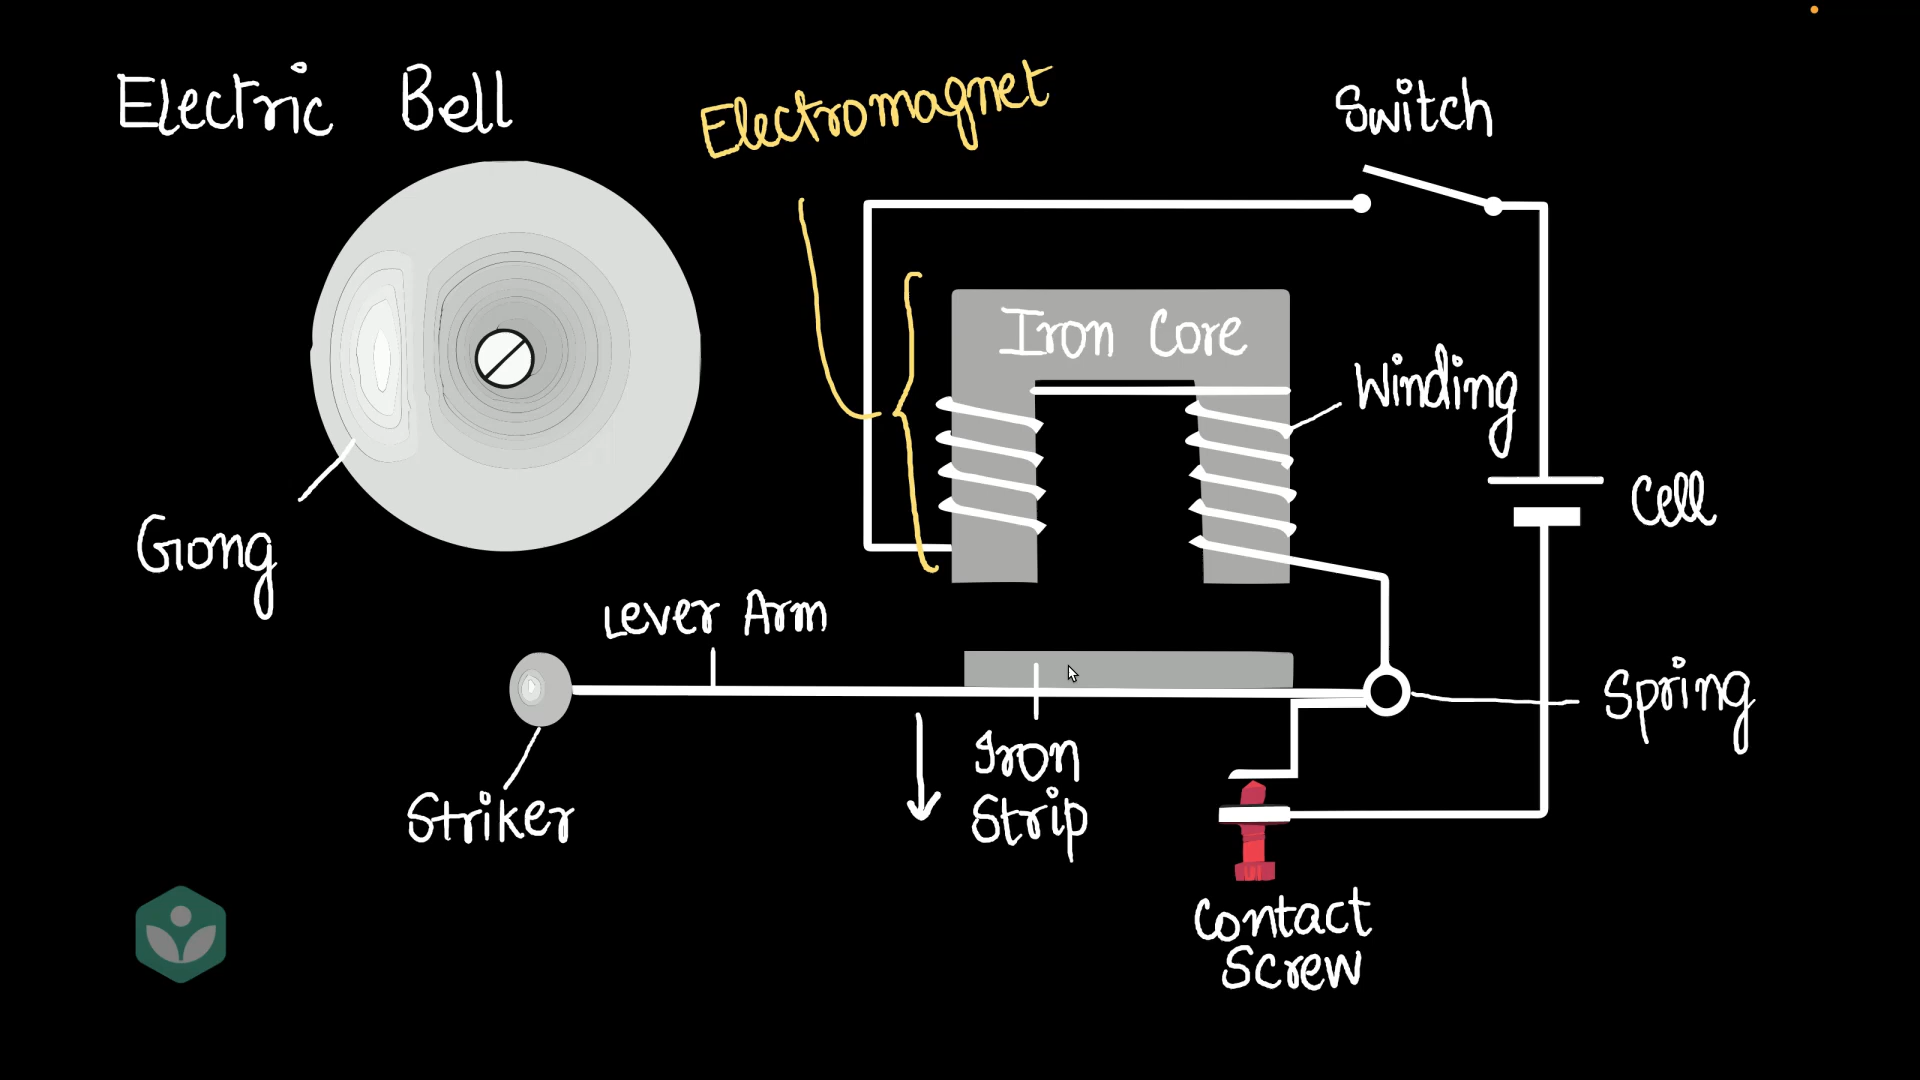 Electric Bell
Electromagnet
Switch
Iron Core
Winding
Cell
Gong
Lever Arm
Spring
Iron
Strip
Striker
Contact
Screw